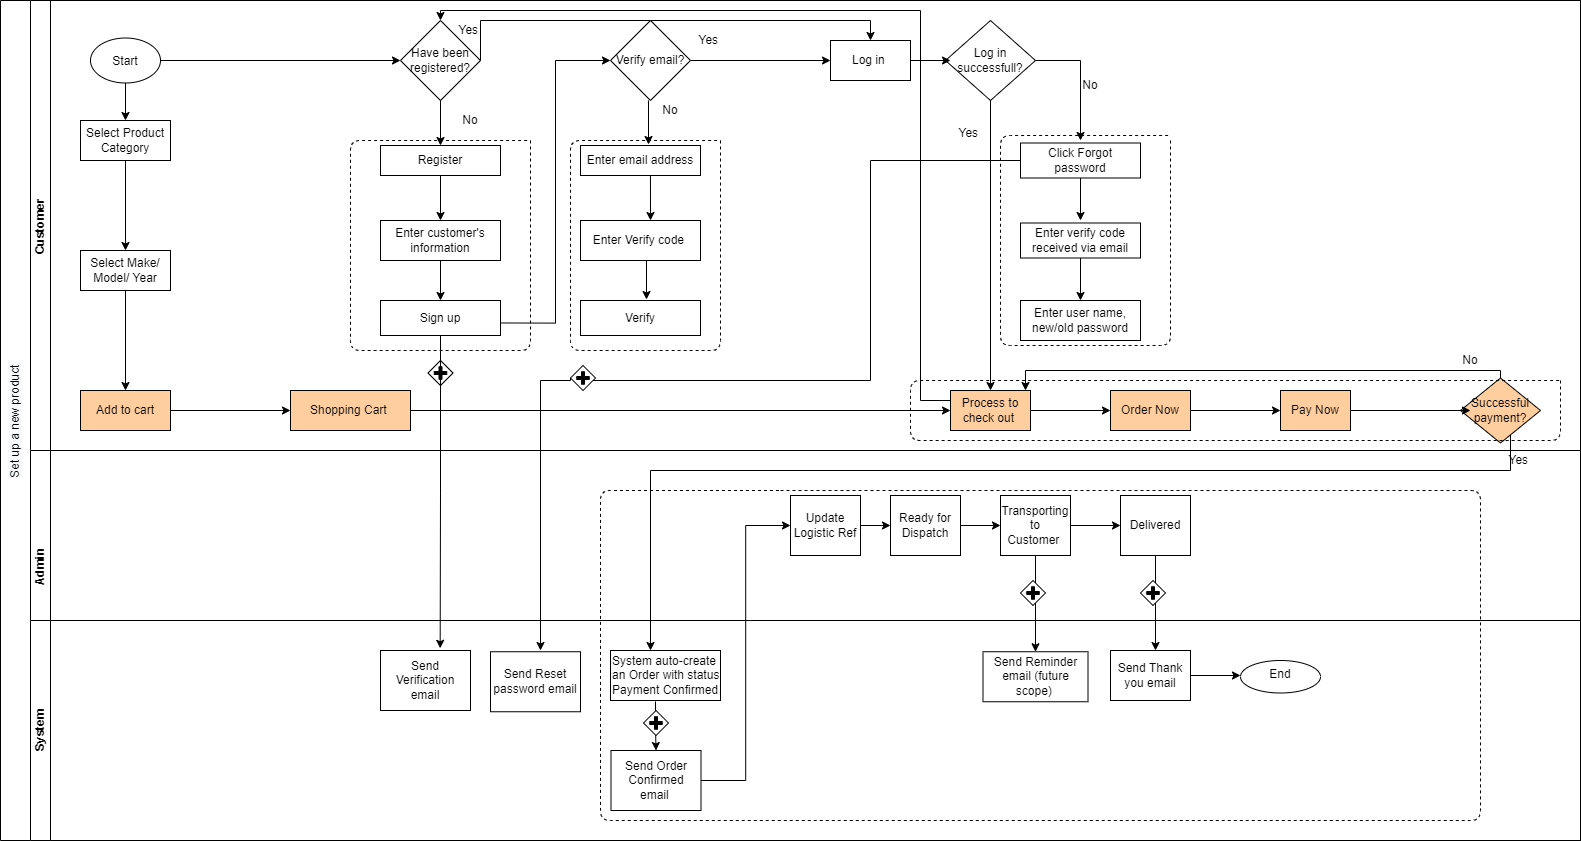 Set up a new product
Customer
Start
Select Product
Category
Select Make/
Model/ Year
Add to cart
Shopping Cart
Have been
registered?
Yes
No
Register
Enter customer's
information
Sign up
Verify email?
Yes
No
Enter email address
Enter Verify code
Verify
Log in
Log in
successfull?
No
Yes
Click Forgot
password
Enter verify code
received via email
Enter user name,
new/old password
Process to
check out
Order Now
Pay Now
Successful
payment?
No
Yes
Admin
Update
Logistic Ref
Ready for
Dispatch
Transporting
to
Customer
Delivered
System
Send
Verification
email
Send Reset
password email
System auto-create
an Order with status
Payment Confirmed
Send Order
Confirmed
email
Send Reminder
email (future
scope)
Send Thank
you email
End